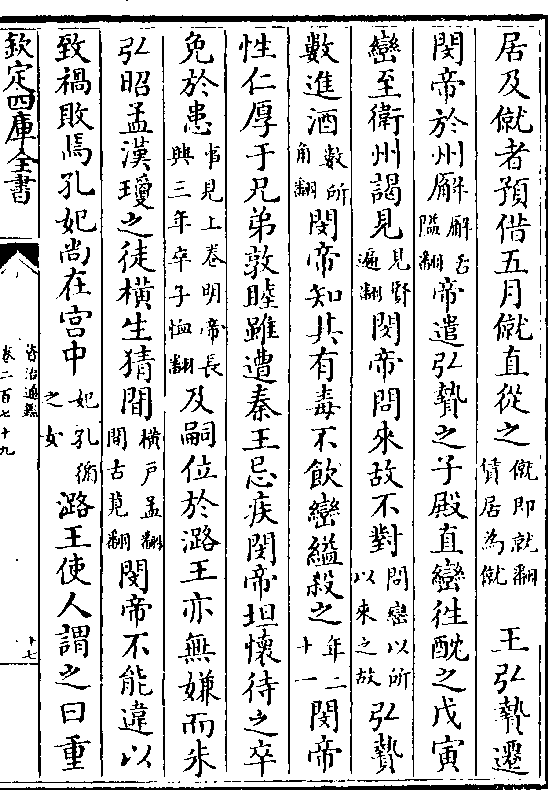 居及僦者預借五月僦直從之僦即就翻賃居為僦王弘贄遷
閔帝於州廨廨古隘翻帝遣弘贄之子殿直巒往酖之戊寅
巒至衛州謁見見賢遍翻閔帝問來故不對問巒以所以來之故弘贄
數進酒數所角翻閔帝知其有毒不飲巒縊殺之年二十一閔帝
性仁厚于兄弟敦睦雖遭秦王忌疾閔帝坦懷待之卒
免於患事見上卷明帝長興三年卒子恤翻及嗣位於潞王亦無嫌而朱
弘昭孟漢瓊之徒橫生猜間橫戶孟翻間古莧翻閔帝不能違以
致禍敗焉孔妃尚在宫中妃孔循之女潞王使人謂之曰重
欽定四庫全書
資治通鑑
卷二百七十九
十七